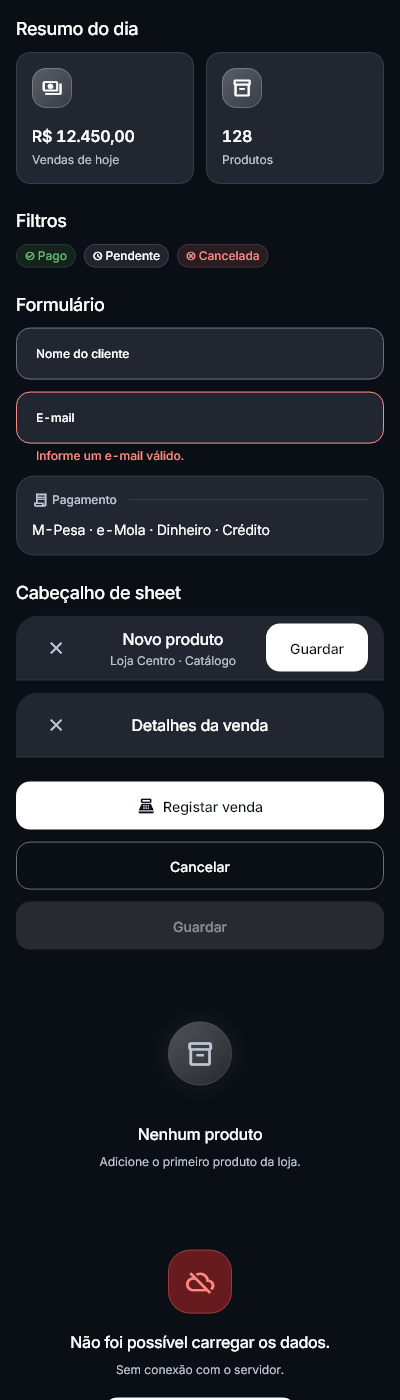 Resumo do dia
R$ 12.450,00
Vendas de hoje
128
Produtos
Filtros
Pago
Pendente
Cancelada
Formulário
Nome do cliente
E-mail
Informe um e-mail válido.
Pagamento
M-Pesa · e-Mola · Dinheiro · Crédito
Cabeçalho de sheet
Novo produto
Loja Centro · Catálogo
Guardar
Detalhes da venda
Registar venda
Cancelar
Guardar
Nenhum produto
Adicione o primeiro produto da loja.
Não foi possível carregar os dados.
Sem conexão com o servidor.